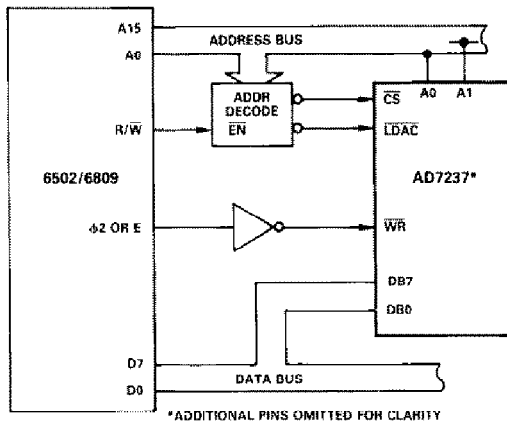 A15
ADDRESS BUS
A0
ADDR
DECODE
EN
CS
A0 A1
R/W
LDAC
6502/6809
AD7237*
ϕ2 OR E
WR
DB7
DB0
D7
DATA BUS
D0
*ADDITIONAL PINS OMITTED FOR CLARITY